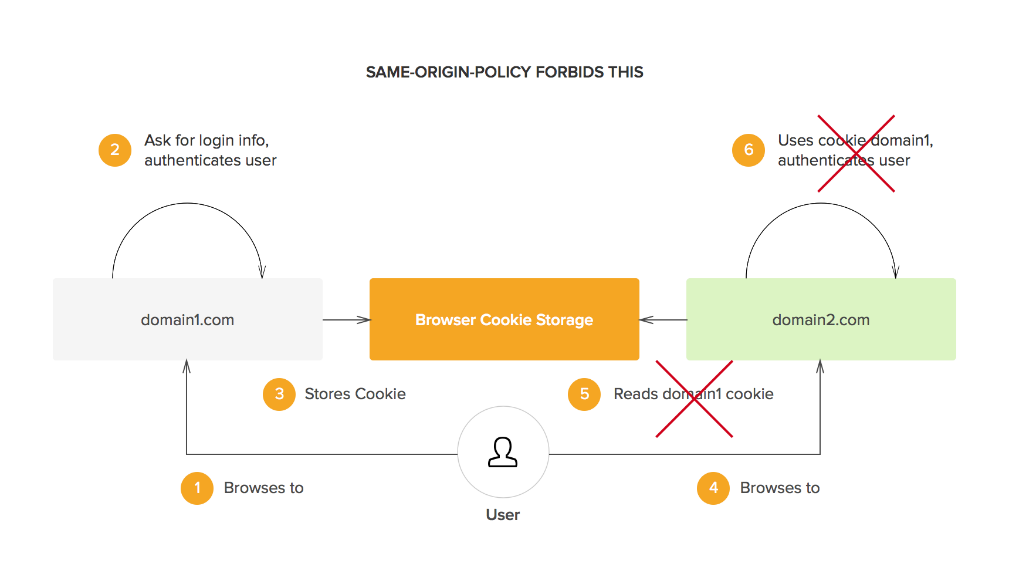 SAME-ORIGIN-POLICY FORBIDS THIS
2
Ask for login info,
authenticates user
6
Uses cookie domain1,
authenticates user
domain1.com
Browser Cookie Storage
domain2.com
3
Stores Cookie
5
Reads domain1 cookie
1
Browses to
4
Browses to
User